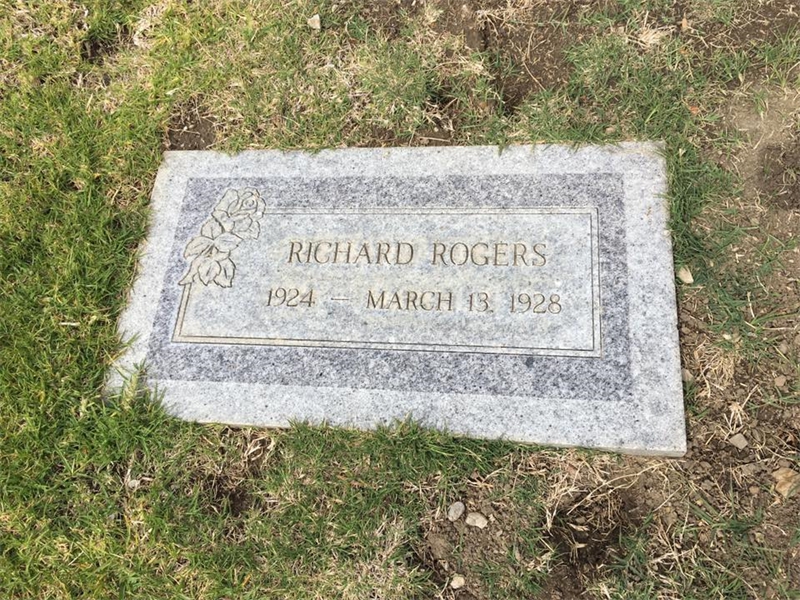 RICHARD ROGERS
1924 — MARCH 13, 1928